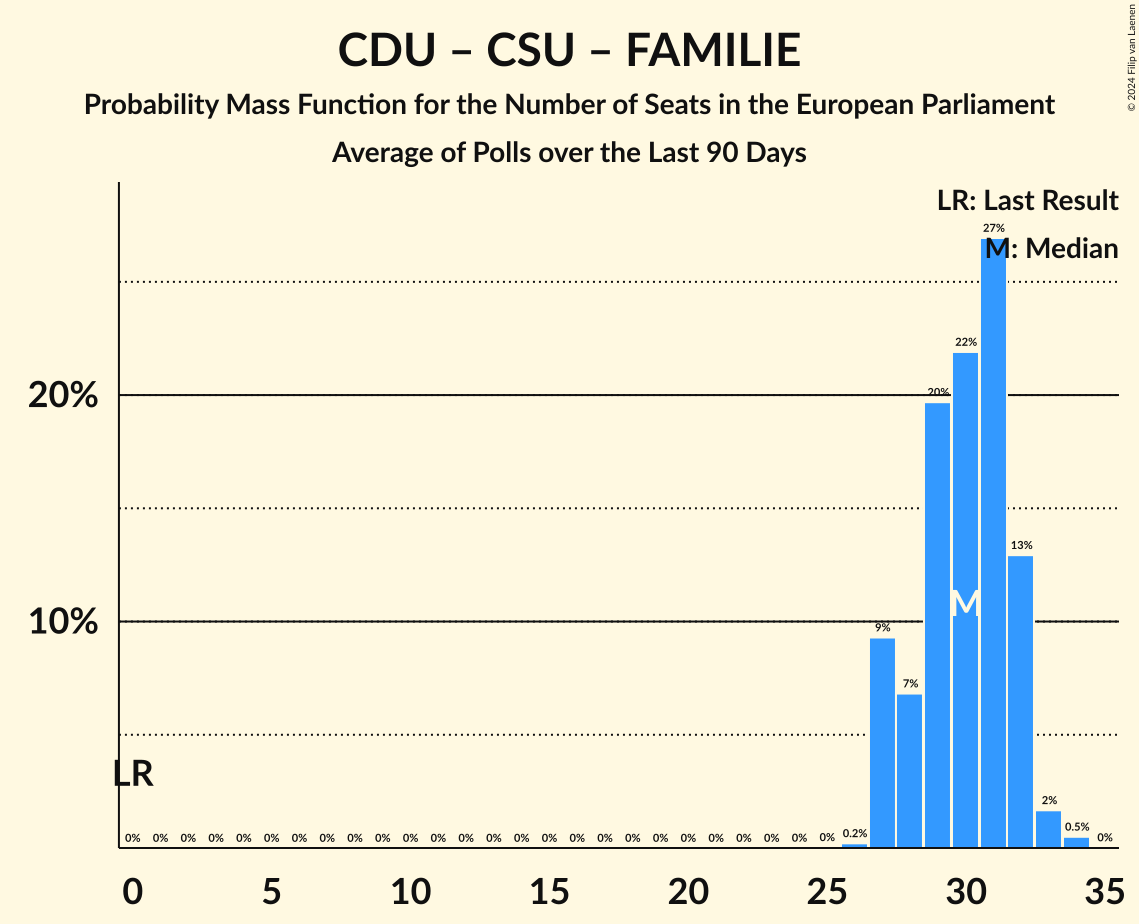 CDU – CSU – FAMILIE
Probability Mass Function for the Number of Seats in the European Parliament
Average of Polls over the Last 90 Days
© 2024 Filip van Laenen
LR: Last Result
M: Median
27%
22%
20%
20%
13%
M
10%
9%
7%
LR
2%
0% 0% 0% 0% 0% 0% 0% 0% 0% 0% 0% 0% 0% 0% 0% 0% 0% 0% 0% 0% 0% 0% 0% 0% 0% 0% 0.2% 0.5% 0%
0 5 10 15 20 25 30 35